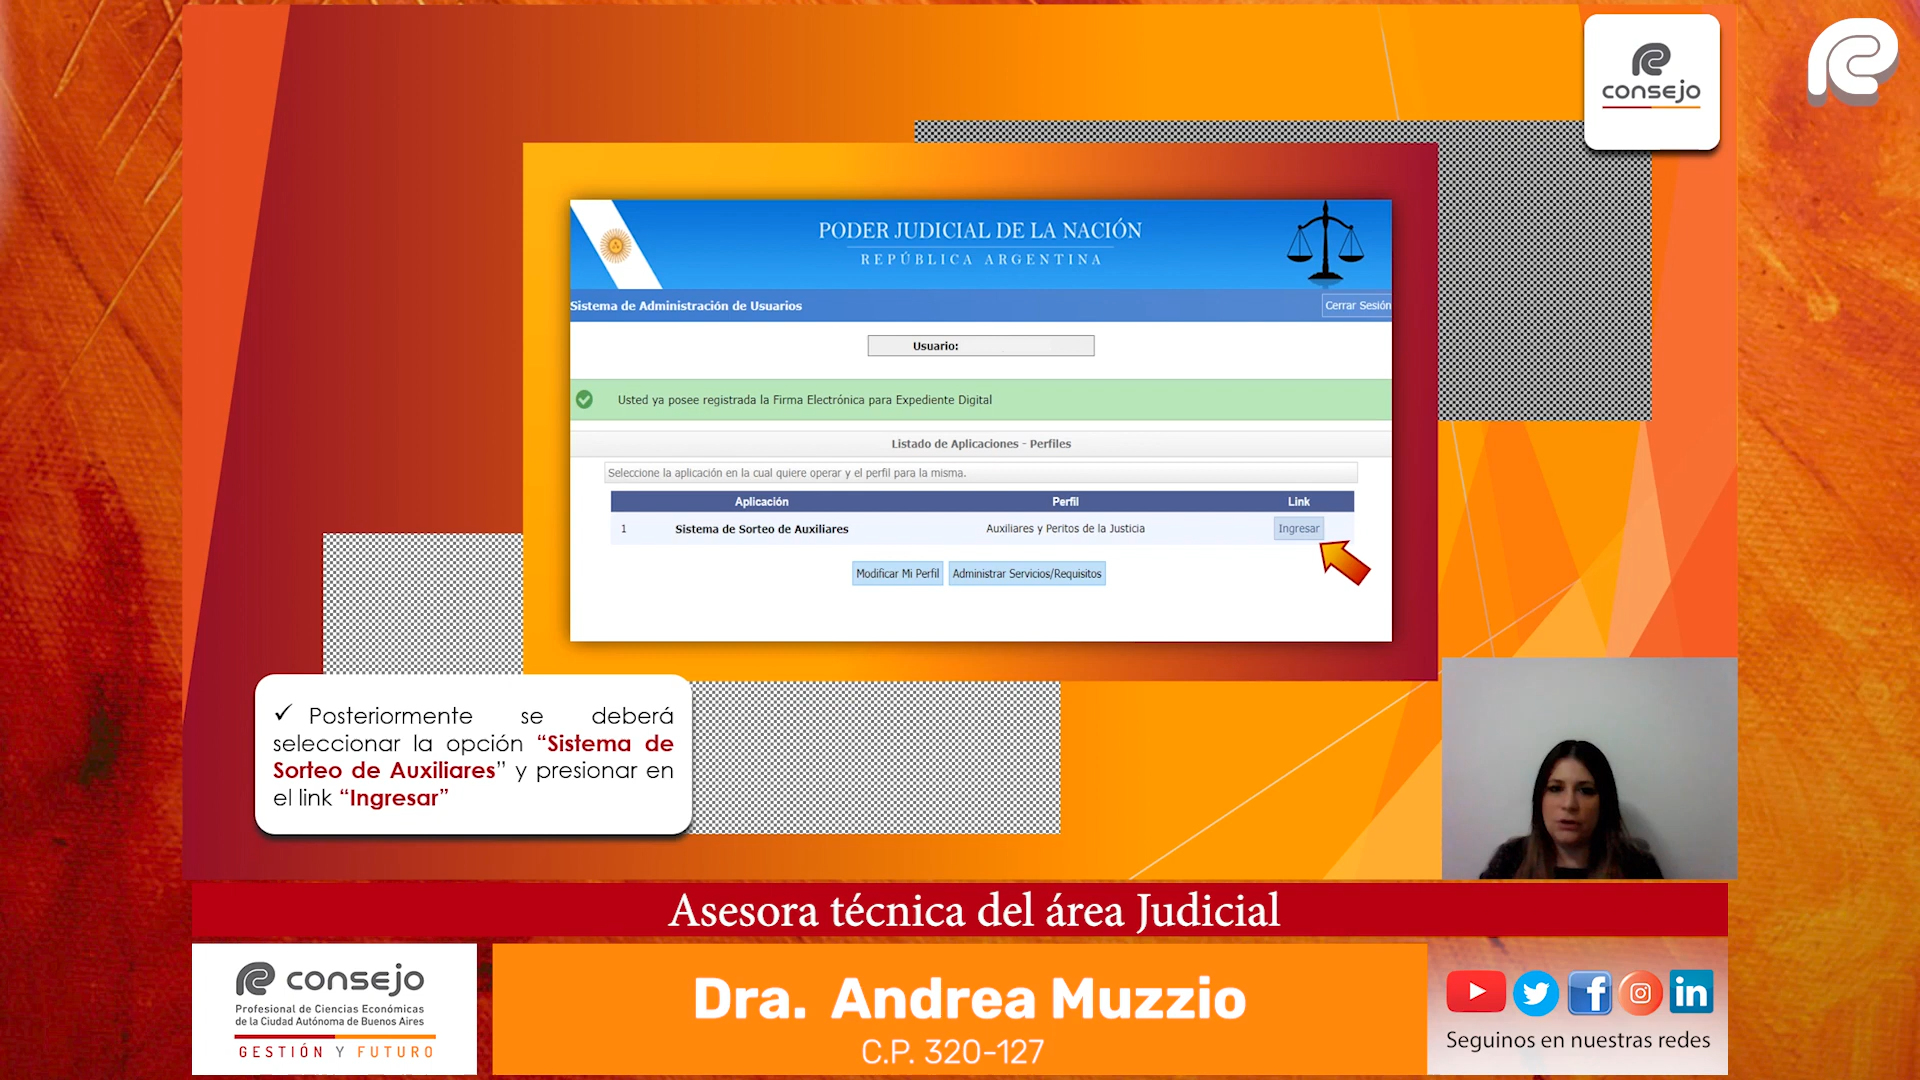 consejo
PODER JUDICIAL DE LA NACIÓN
REPÚBLICA ARGENTINA
Sistema de Administración de Usuarios
Cerrar Sesión
Usuario:
Usted ya posee registrada la Firma Electrónica para Expediente Digital
Listado de Aplicaciones - Perfiles
Seleccione la aplicación en la cual quiere operar y el perfil para la misma.
Aplicación Perfil Link
1 Sistema de Sorteo de Auxiliares Auxiliares y Peritos de la Justicia Ingresar
Modificar Mi Perfil Administrar Servicios/Requisitos
✓ Posteriormente se deberá
seleccionar la opción “Sistema de
Sorteo de Auxiliares” y presionar en
el link “Ingresar”
Asesora técnica del área Judicial
consejo
Profesional de Ciencias Económicas
de la Ciudad Autónoma de Buenos Aires
GESTIÓN Y FUTURO
Dra. Andrea Muzzio
C.P. 320-127
Seguinos en nuestras redes